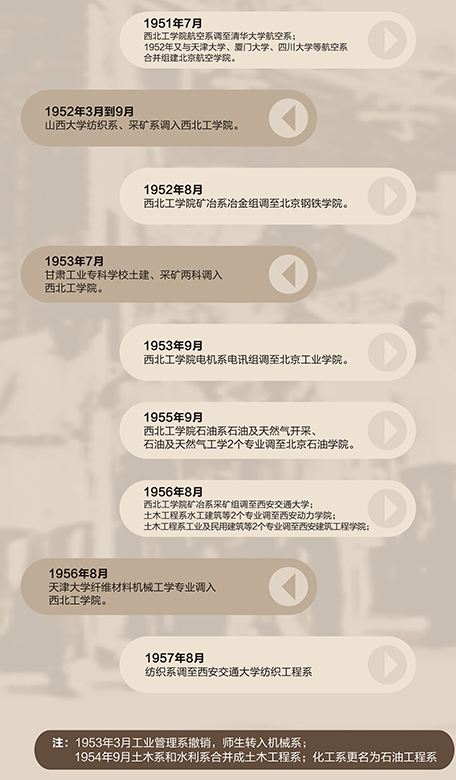 1951年7月
西北工学院航空系调至清华大学航空系；
1952年又与天津大学、厦门大学、四川大学等航空系
合并组建北京航空学院。
1952年3月到9月
山西大学纺织系、采矿系调入西北工学院。
1952年8月
西北工学院矿冶系冶金组调至北京钢铁学院。
1953年7月
甘肃工业专科学校土建、采矿两科调入
西北工学院。
1953年9月
西北工学院电机系电讯组调至北京工业学院。
1955年9月
西北工学院石油系石油及天然气开采、
石油及天然气工学2个专业调至北京石油学院。
1956年8月
西北工学院矿冶系采矿组调至西安交通大学；
土木工程系水工建筑等2个专业调至西安动力学院；
土木工程系工业及民用建筑等2个专业调至西安建筑工程学院；
1956年8月
天津大学纤维材料机械工学专业调入
西北工学院。
1957年8月
纺织系调至西安交通大学纺织工程系
注：1953年3月工业管理系撤销，师生转入机械系；
1954年9月土木系和水利系合并成土木工程系；化工系更名为石油工程系